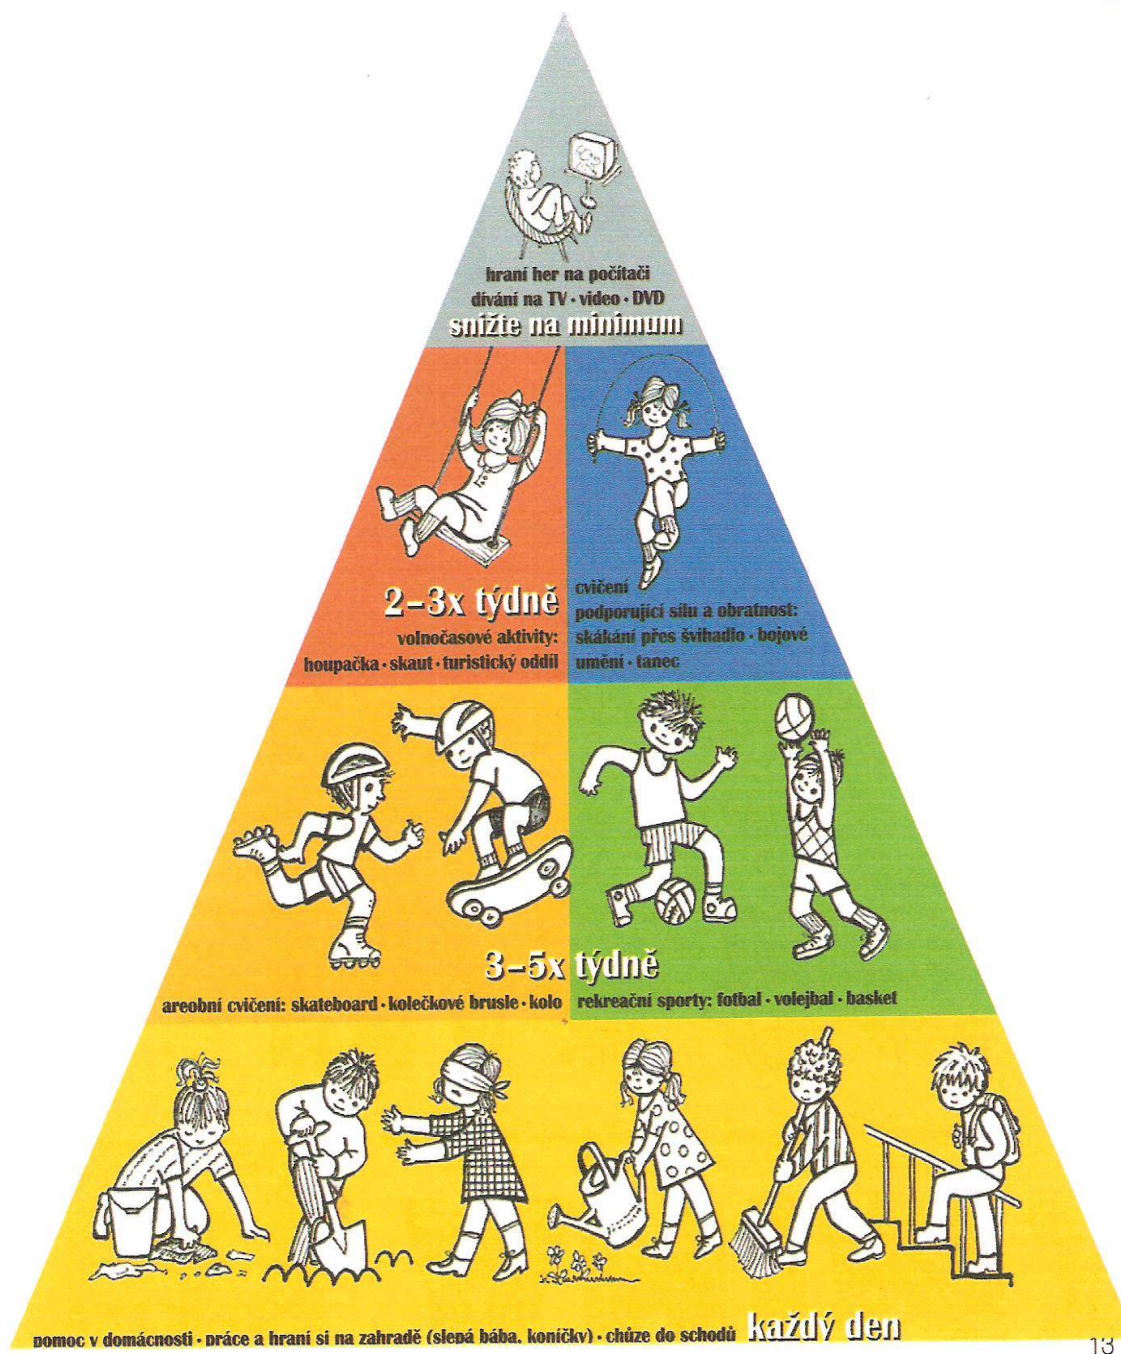 hraní her na počítači
dívání na TV · video · DVD
snižte na minimum
2–3x týdně
volnočasové aktivity:
houpačka · skaut · turistický oddíl
cvičení
podporující sílu a obratnost:
skákání přes švihadlo · bojové
umění · tanec
3–5x týdně
areobní cvičení: skateboard · kolečkové brusle · kolo
rekreační sporty: fotbal · volejbal · basket
pomoc v domácnosti · práce a hraní si na zahradě (slepá bába, koníčky) · chůze do schodů každý den
13